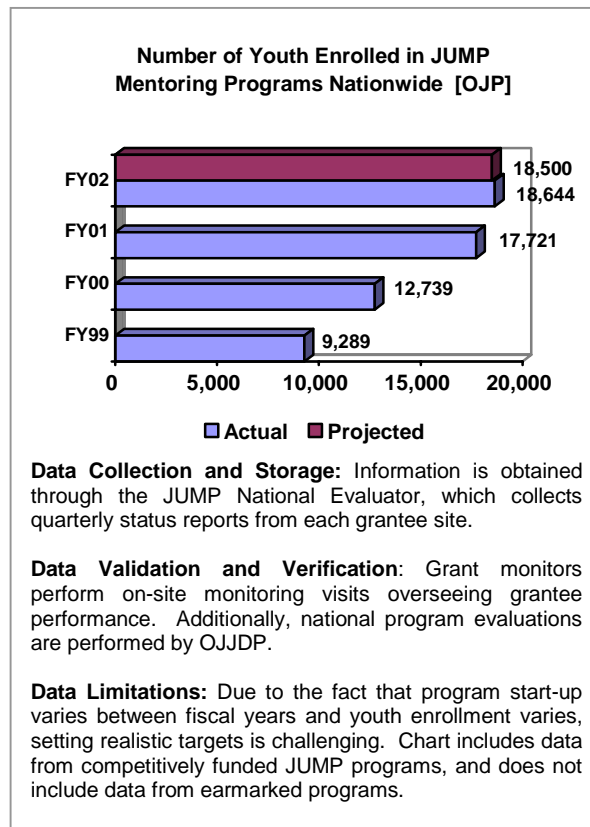 Number of Youth Enrolled in JUMP
Mentoring Programs Nationwide [OJP]
FY02
18,500
18,644
FY01
17,721
FY00
12,739
FY99
9,289
0 5,000 10,000 15,000 20,000
Actual Projected
Data Collection and Storage: Information is obtained
through the JUMP National Evaluator, which collects
quarterly status reports from each grantee site.
Data Validation and Verification: Grant monitors
perform on-site monitoring visits overseeing grantee
performance. Additionally, national program evaluations
are performed by OJJDP.
Data Limitations: Due to the fact that program start-up
varies between fiscal years and youth enrollment varies,
setting realistic targets is challenging. Chart includes data
from competitively funded JUMP programs, and does not
include data from earmarked programs.